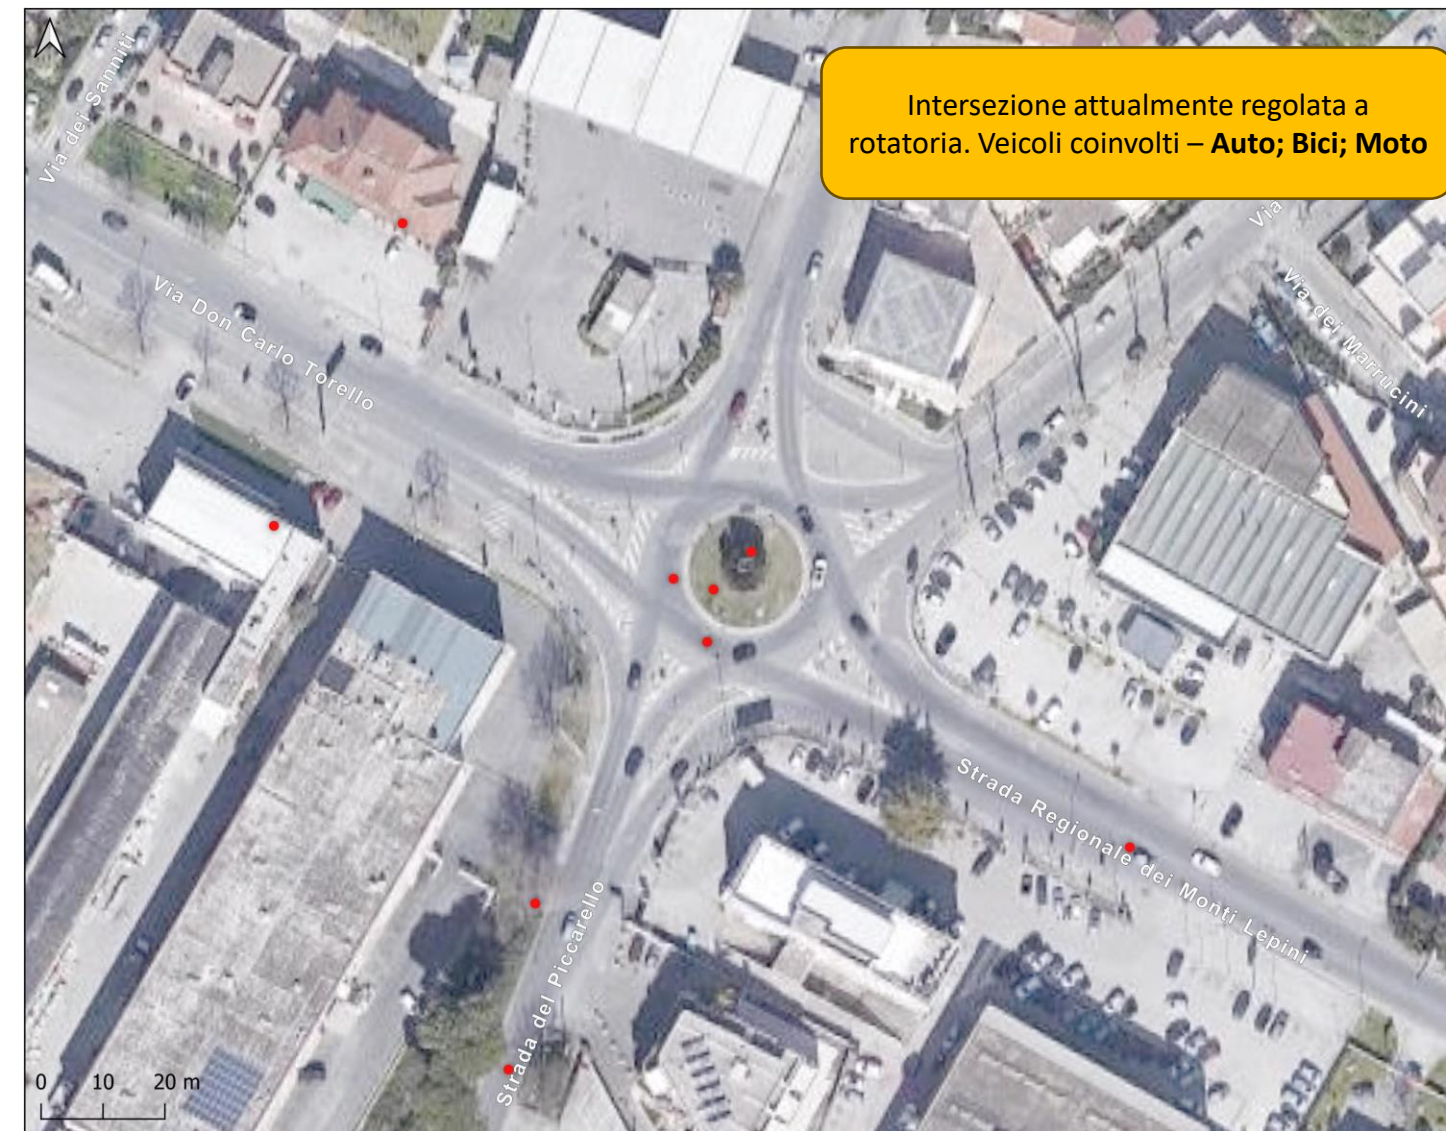 Intersezione attualmente regolata a
rotatoria. Veicoli coinvolti – Auto; Bici; Moto
Via dei Sanniti
Via
Via dei Marrucini
Via Don Carlo Torello
Strada Regionale dei Monti Lepini
Strada del Piccarello
0 10 20 m